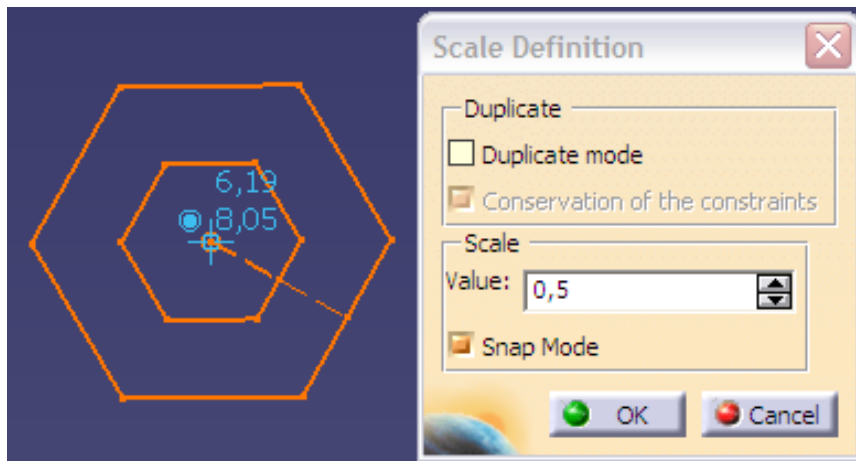 Scale Definition
Duplicate
Duplicate mode
Conservation of the constraints
Scale
Value: 0,5
Snap Mode
OK Cancel
6,19
8,05